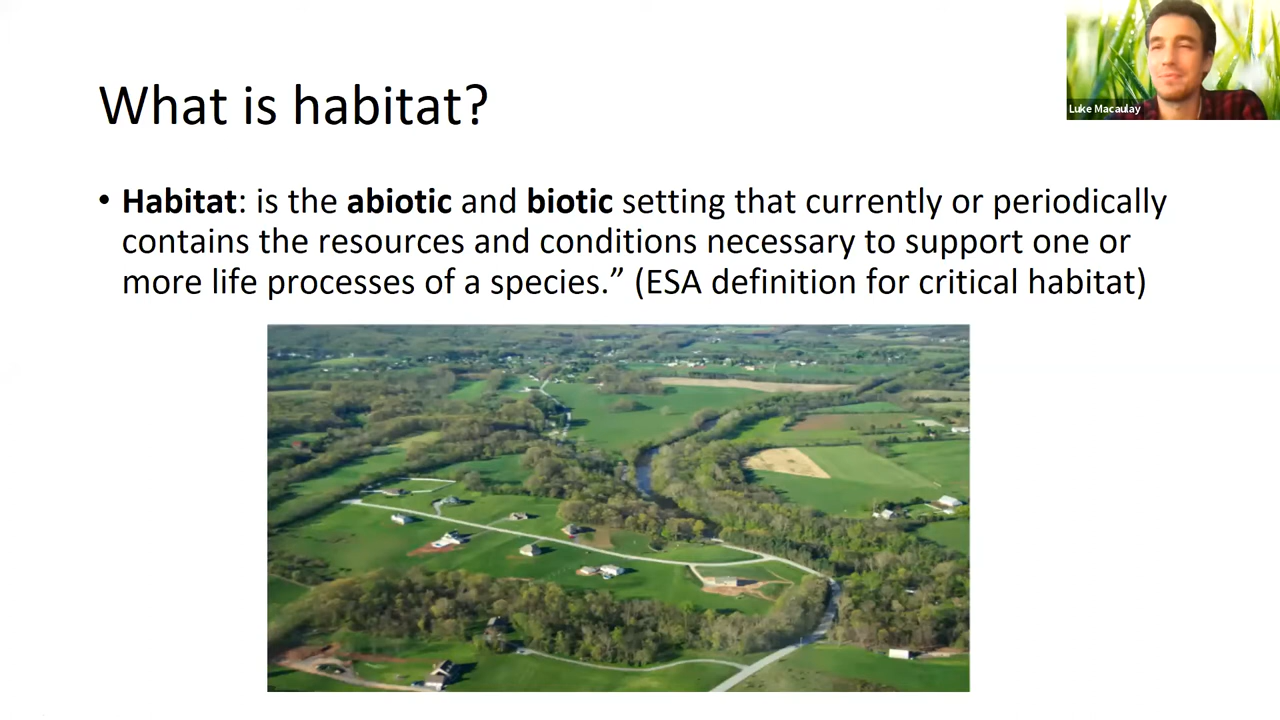 What is habitat?
Luke Macaulay
• Habitat: is the abiotic and biotic setting that currently or periodically
contains the resources and conditions necessary to support one or
more life processes of a species.” (ESA definition for critical habitat)